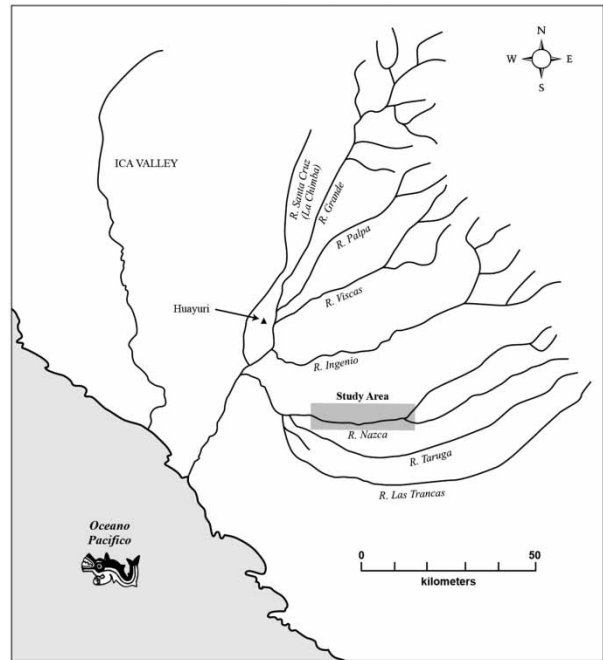 N
W E
S
ICA VALLEY
R. Santa Cruz
(La Chimba)
R. Grande
R. Palpa
R. Viscas
Huayuri
R. Ingenio
Study Area
R. Nazca
R. Taruga
R. Las Trancas
Oceano
Pacifico
0 50
kilometers